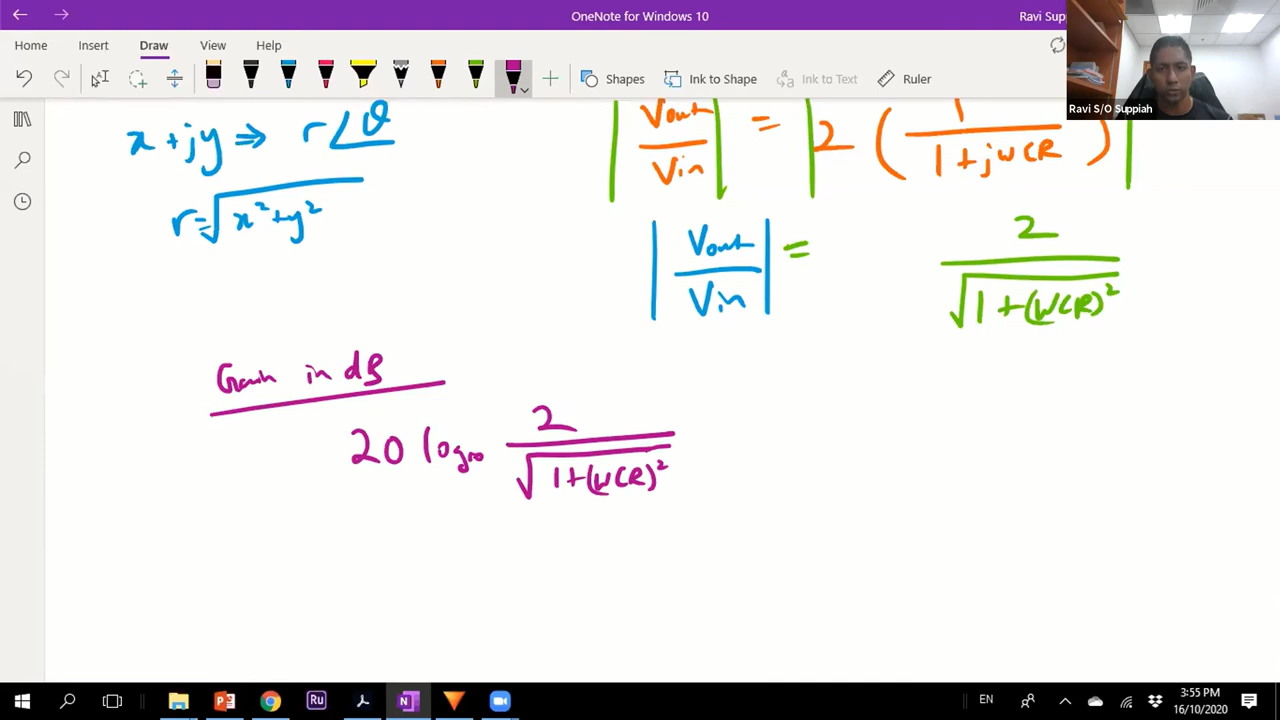 OneNote for Windows 10
Ravi Sup
Home Insert Draw View Help
Shapes Ink to Shape Ink to Text Ruler
Ravi S/O Suppiah
x + jy ⇒ r∠θ
r = √x² + y²
|Vout/Vin| = |2 (1/(1 + jωCR))|
|Vout/Vin| = 2/√1 + (ωCR)²
Gain in dB
20 log₁₀ 2/√1 + (ωCR)²
Ru
EN
3:55 PM
16/10/2020